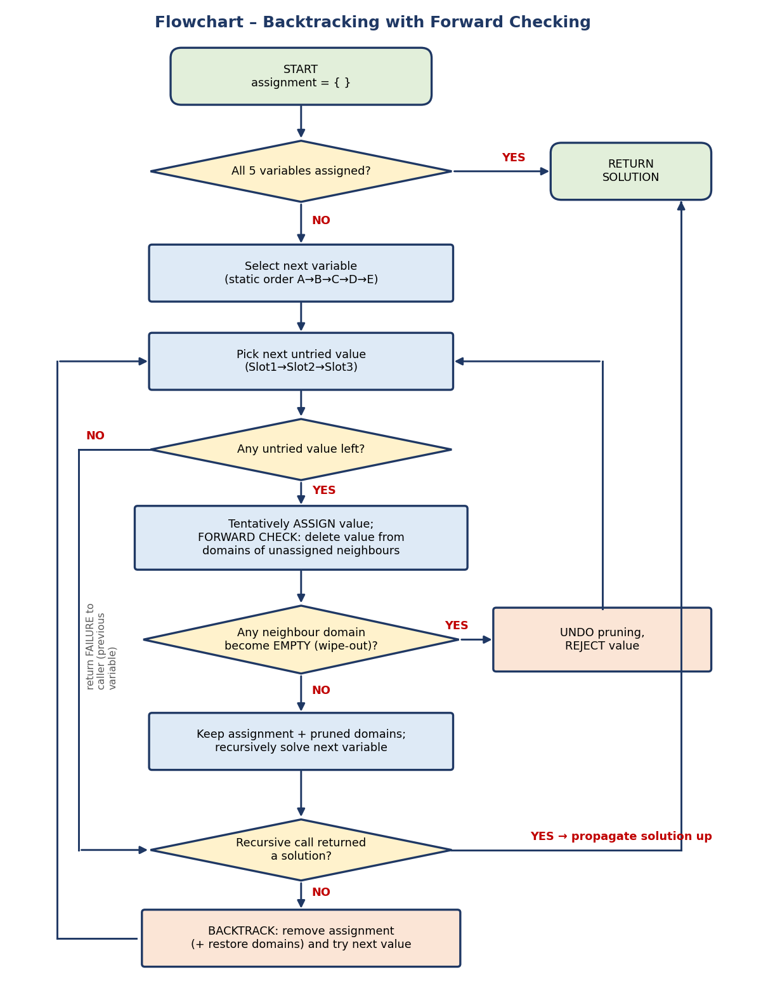 Flowchart – Backtracking with Forward Checking
START
assignment = { }
All 5 variables assigned?
YES
RETURN
SOLUTION
NO
Select next variable
(static order A→B→C→D→E)
Pick next untried value
(Slot1→Slot2→Slot3)
NO
Any untried value left?
YES
Tentatively ASSIGN value;
FORWARD CHECK: delete value from
domains of unassigned neighbours
return FAILURE to
caller (previous
variable)
Any neighbour domain
become EMPTY (wipe-out)?
YES
UNDO pruning,
REJECT value
NO
Keep assignment + pruned domains;
recursively solve next variable
Recursive call returned
a solution?
YES → propagate solution up
NO
BACKTRACK: remove assignment
(+ restore domains) and try next value